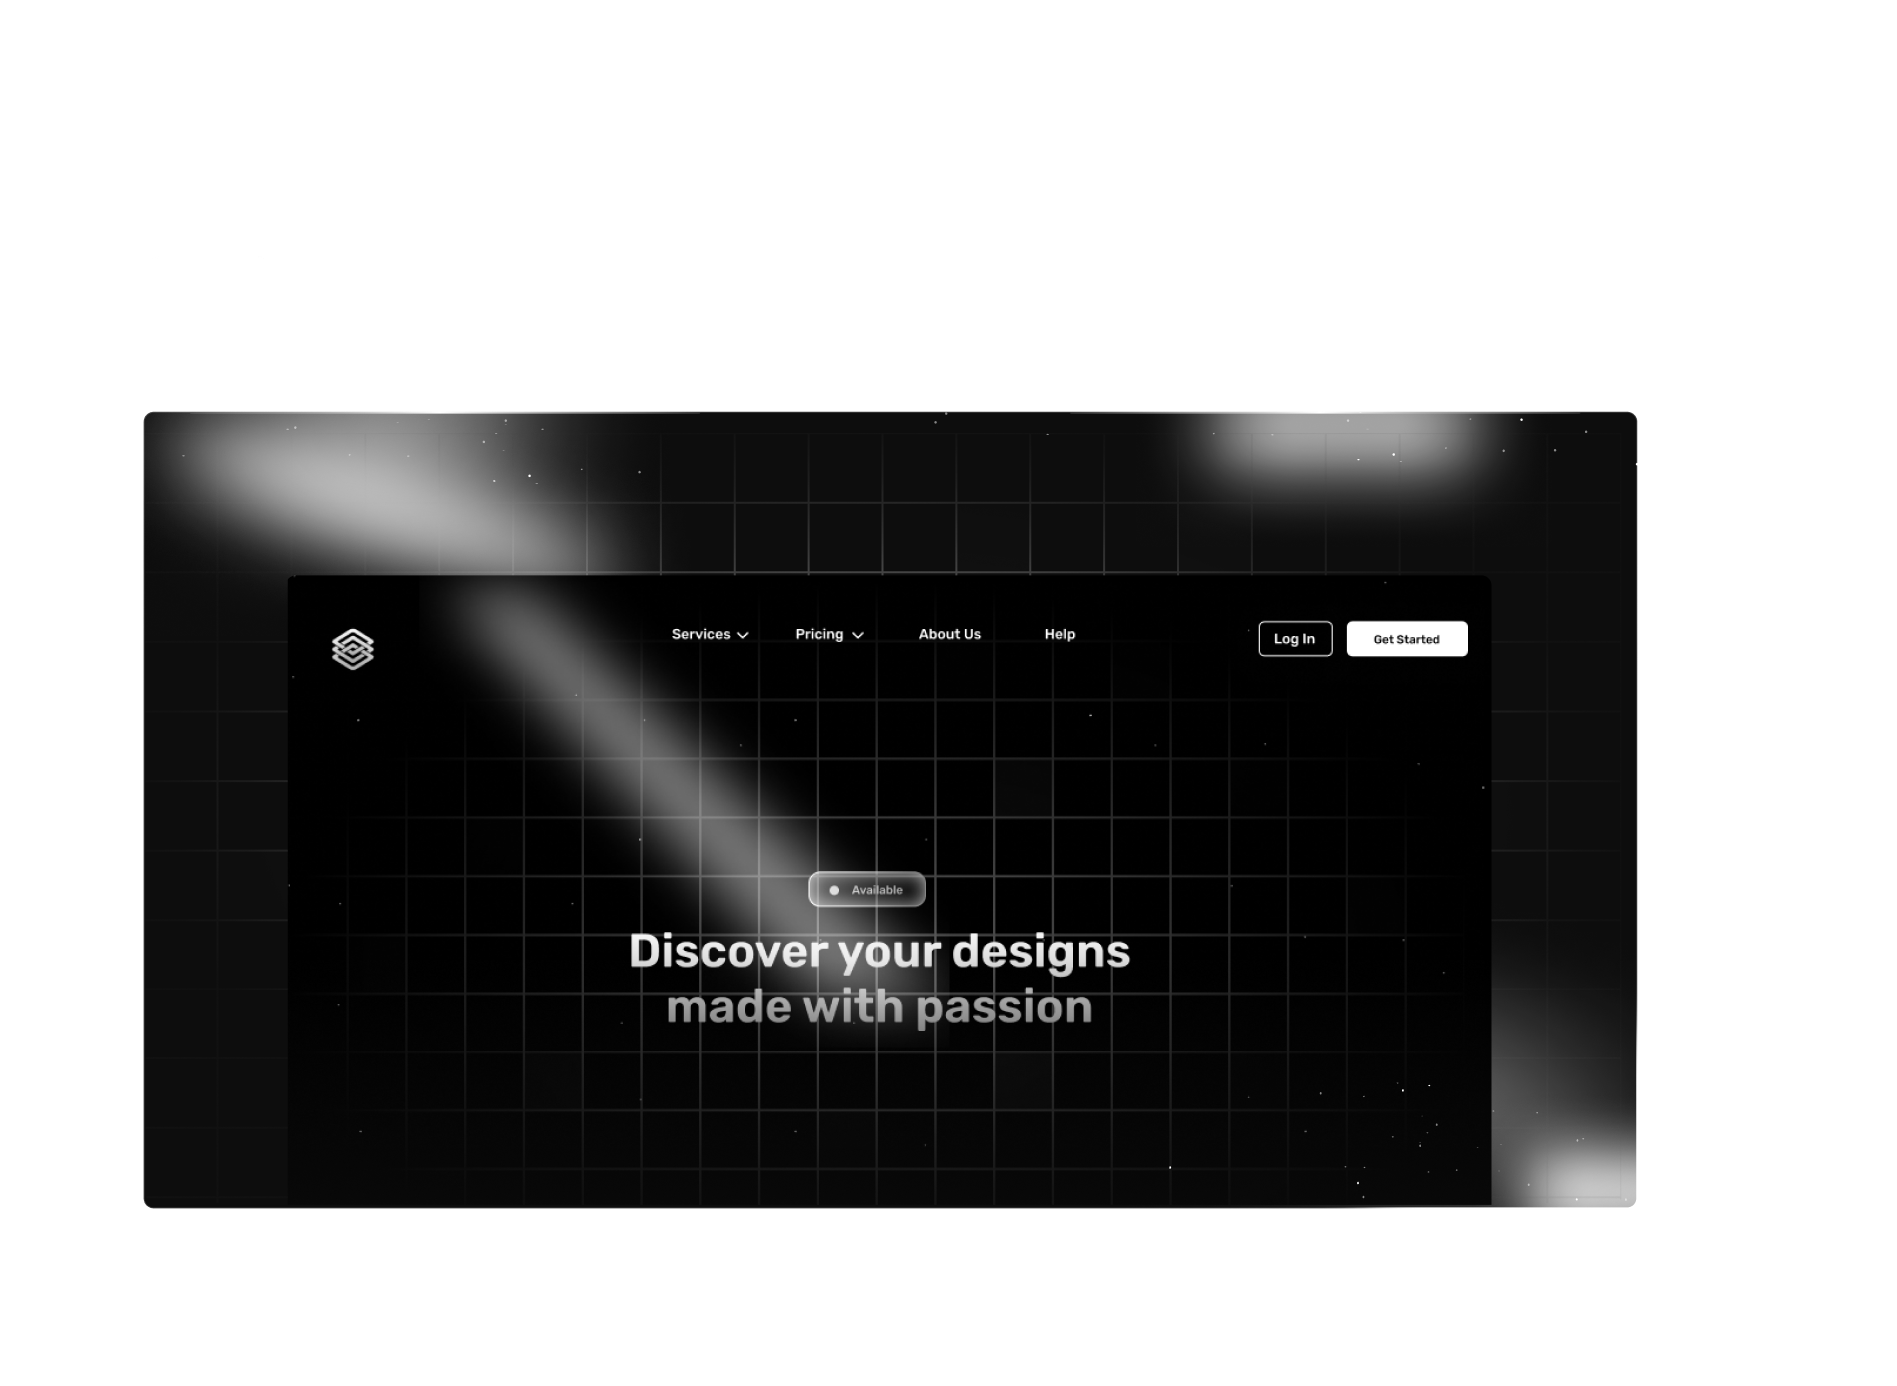 Services
Pricing
About Us
Help
Log In
Get Started
Available
Discover your designs
made with passion